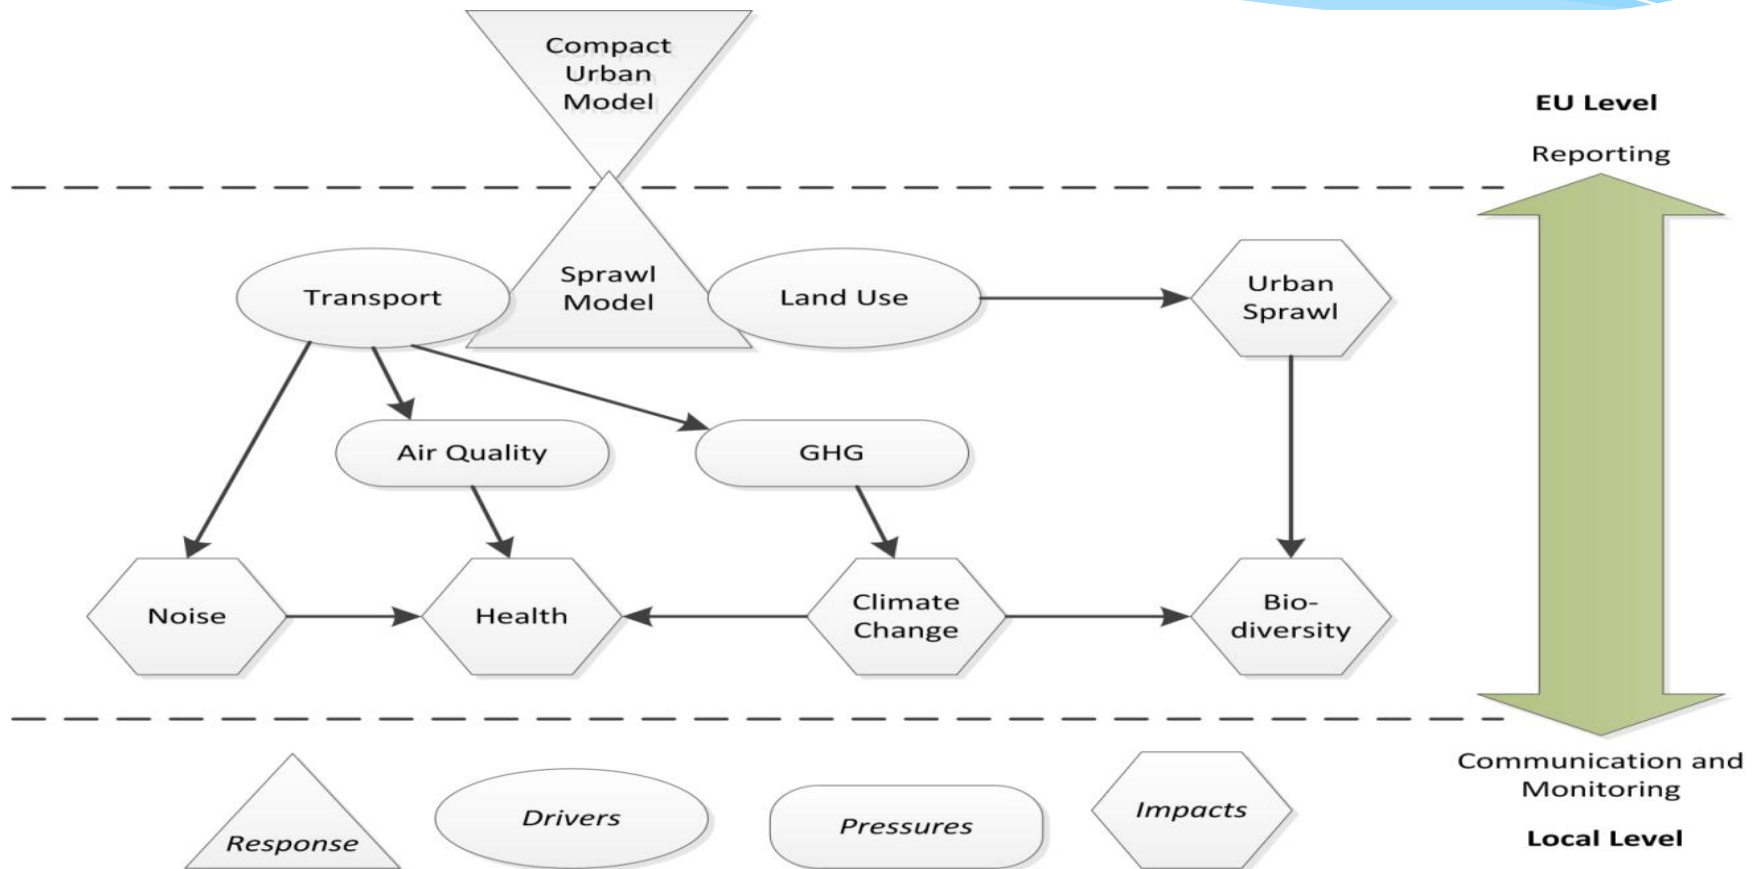 Compact
Urban
Model
EU Level
Reporting
Transport
Sprawl
Model
Land Use
Urban
Sprawl
Air Quality
GHG
Noise
Health
Climate
Change
Bio-
diversity
Communication and
Monitoring
Local Level
Response
Drivers
Pressures
Impacts